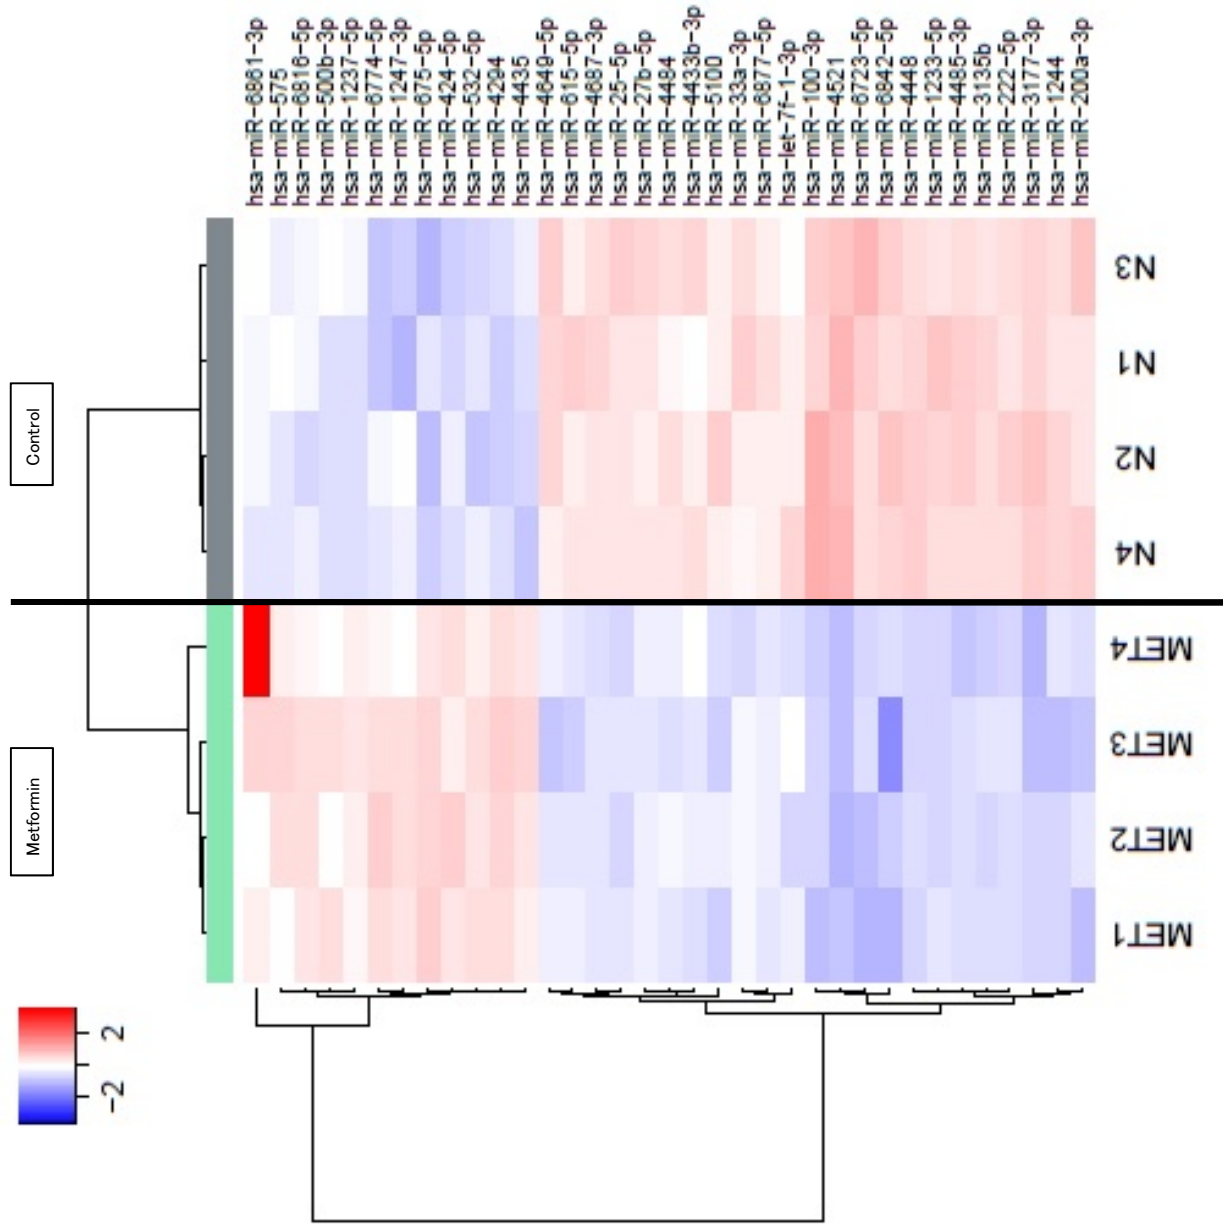 hsa-miR-6861-3p
hsa-miR-575
hsa-miR-6816-5p
hsa-miR-500b-3p
hsa-miR-1237-5p
hsa-miR-6774-5p
hsa-miR-1247-3p
hsa-miR-675-5p
hsa-miR-424-5p
hsa-miR-532-5p
hsa-miR-4294
hsa-miR-4435
hsa-miR-4649-5p
hsa-miR-615-5p
hsa-miR-4687-3p
hsa-miR-25-5p
hsa-miR-27b-5p
hsa-miR-4484
hsa-miR-4433b-3p
hsa-miR-5100
hsa-miR-33a-3p
hsa-miR-6877-5p
hsa-let-7f-1-3p
hsa-miR-100-3p
hsa-miR-4521
hsa-miR-6723-5p
hsa-miR-6842-5p
hsa-miR-4448
hsa-miR-1233-5p
hsa-miR-4485-3p
hsa-miR-3135b
hsa-miR-222-5p
hsa-miR-3177-3p
hsa-miR-1244
hsa-miR-200a-3p
N3
N1
N2
N4
MET4
MET3
MET2
MET1
Control
Metformin
2
-2